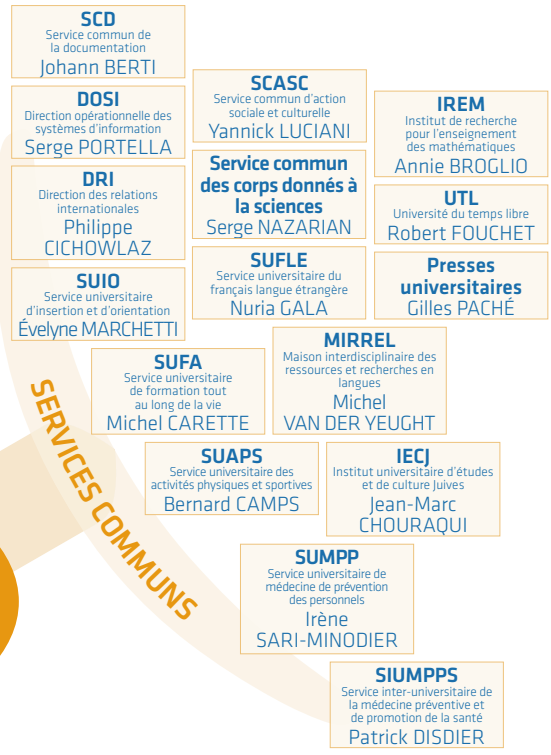 SCD
Service commun de
la documentation
Johann BERTI
DOSI
Direction opérationnelle des
systèmes d'information
Serge PORTELLA
DRI
Direction des relations
internationales
Philippe
CICHOWLAZ
SUIO
Service universitaire
d'insertion et d'orientation
Évelyne MARCHETTI
SCASC
Service commun d'action
sociale et culturelle
Yannick LUCIANI
Service commun
des corps donnés à
la sciences
Serge NAZARIAN
SUFLE
Service universitaire du
français langue étrangère
Nuria GALA
IREM
Institut de recherche
pour l'enseignement
des mathématiques
Annie BROGLIO
UTL
Université du temps libre
Robert FOUCHET
Presses
universitaires
Gilles PACHÉ
SUFA
Service universitaire
de formation tout
au long de la vie
Michel CARETTE
MIRREL
Maison interdisciplinaire des
ressources et recherches en
langues
Michel
VAN DER YEUGHT
SUAPS
Service universitaire des
activités physiques et sportives
Bernard CAMPS
IECJ
Institut universitaire d'études
et de culture Juives
Jean-Marc
CHOURAQUI
SUMPP
Service universitaire de
médecine de prévention
des personnels
Irène
SARI-MINODIER
SIUMPPS
Service inter-universitaire de
la médecine préventive et
de promotion de la santé
Patrick DISDIER
SERVICES COMMUNS